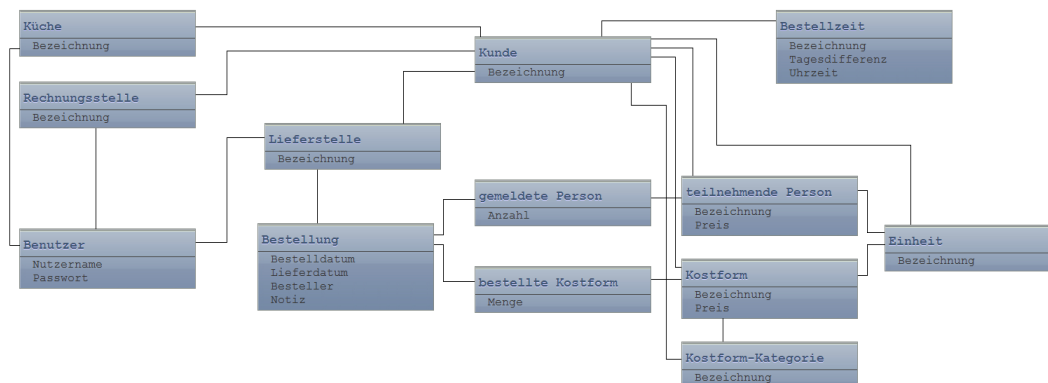 Küche
Bezeichnung
Bestellzeit
Bezeichnung
Tagesdifferenz
Uhrzeit
Kunde
Bezeichnung
Rechnungsstelle
Bezeichnung
Lieferstelle
Bezeichnung
gemeldete Person
Anzahl
teilnehmende Person
Bezeichnung
Preis
Benutzer
Nutzername
Passwort
Bestellung
Bestelldatum
Lieferdatum
Besteller
Notiz
Einheit
Bezeichnung
bestellte Kostform
Menge
Kostform
Bezeichnung
Preis
Kostform-Kategorie
Bezeichnung